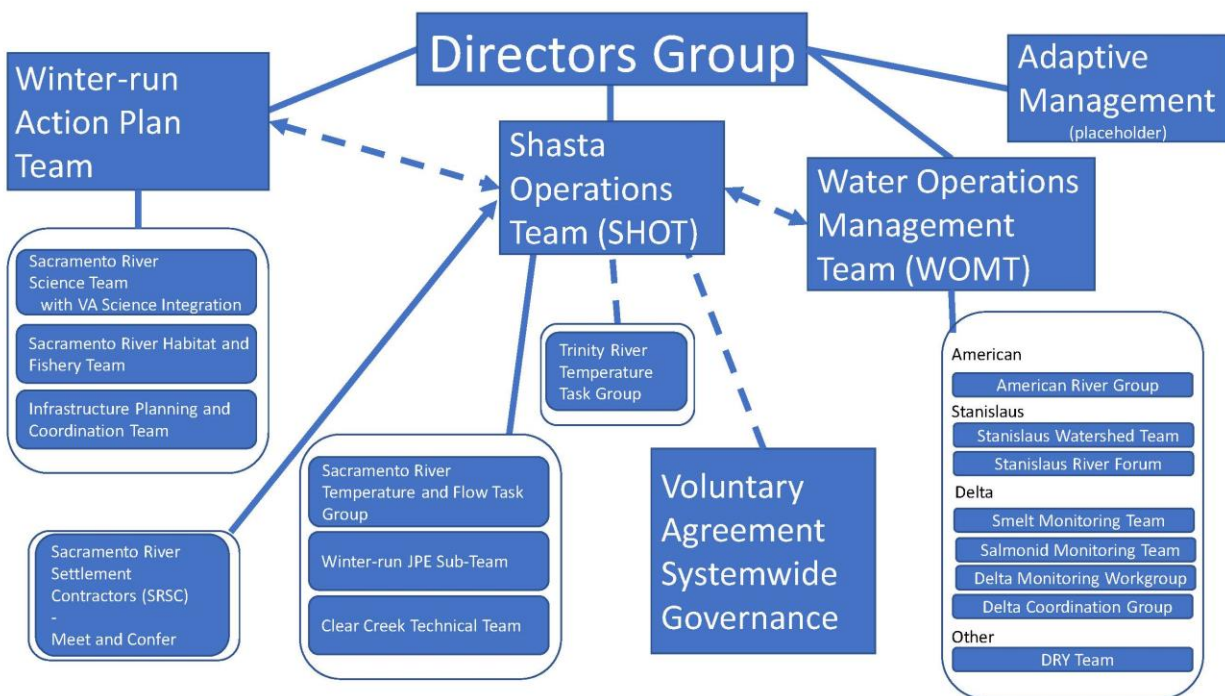 Directors Group
Winter-run
Action Plan
Team
Adaptive
Management
(placeholder)
Shasta
Operations
Team (SHOT)
Water Operations
Management
Team (WOMT)
Sacramento River
Science Team
with VA Science Integration
Sacramento River Habitat and
Fishery Team
Infrastructure Planning and
Coordination Team
Sacramento River
Settlement
Contractors (SRSC)
-
Meet and Confer
Sacramento River
Temperature and Flow Task
Group
Winter-run JPE Sub-Team
Clear Creek Technical Team
Trinity River
Temperature
Task Group
Voluntary
Agreement
Systemwide
Governance
American
American River Group
Stanislaus
Stanislaus Watershed Team
Stanislaus River Forum
Delta
Smelt Monitoring Team
Salmonid Monitoring Team
Delta Monitoring Workgroup
Delta Coordination Group
Other
DRY Team